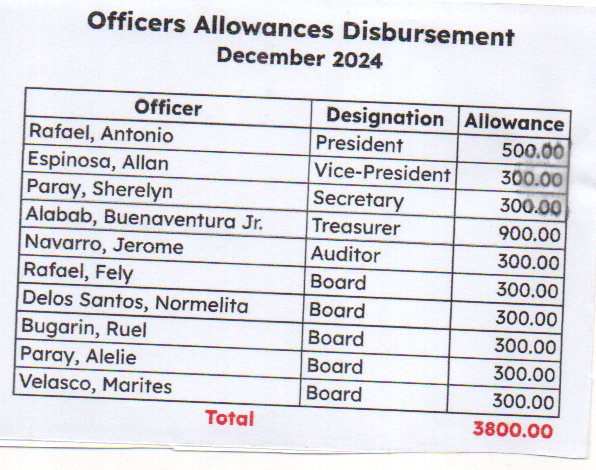 Officers Allowances Disbursement
December 2024
Officer Designation Allowance
Rafael, Antonio President 500.00
Espinosa, Allan Vice-President 300.00
Paray, Sherelyn Secretary 300.00
Alabab, Buenaventura Jr. Treasurer 900.00
Navarro, Jerome Auditor 300.00
Rafael, Fely Board 300.00
Delos Santos, Normelita Board 300.00
Bugarin, Ruel Board 300.00
Paray, Alelie Board 300.00
Velasco, Marites Board 300.00
Total 3800.00